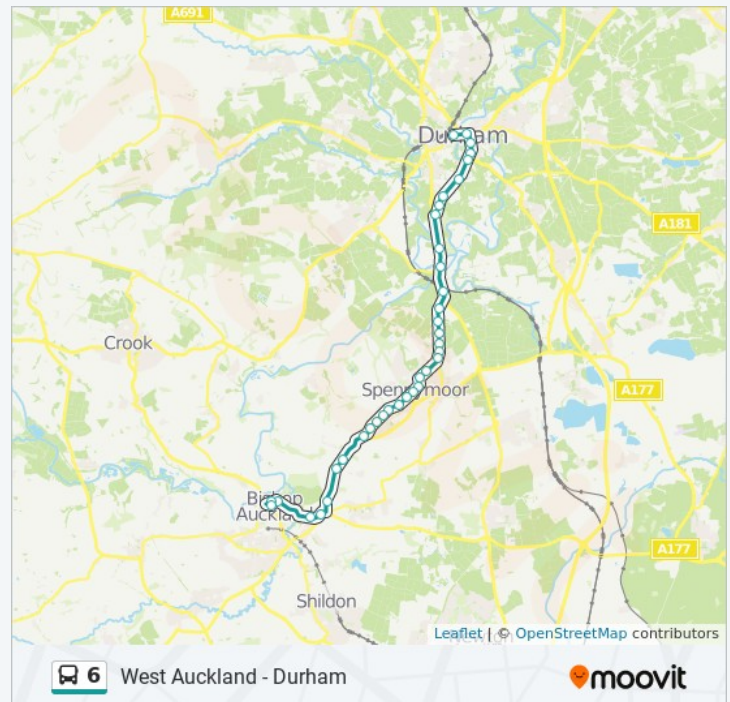 A691
Durham
A181
Crook
Spennymoor
A177
Bishop
Auckland
A177
Shildon
Leaflet | © OpenStreetMap contributors
6 West Auckland - Durham
moovit